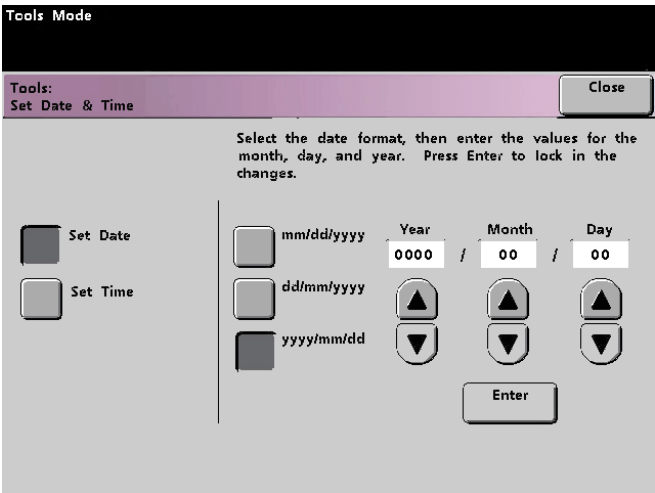 Tools Mode
Tools:
Close
Set Date & Time
Select the date format, then enter the values for the
month, day, and year. Press Enter to lock in the
changes.
Set Date
Set Time
mm/dd/yyyy
dd/mm/yyyy
yyyy/mm/dd
Year Month Day
0000 / 00 / 00
Enter